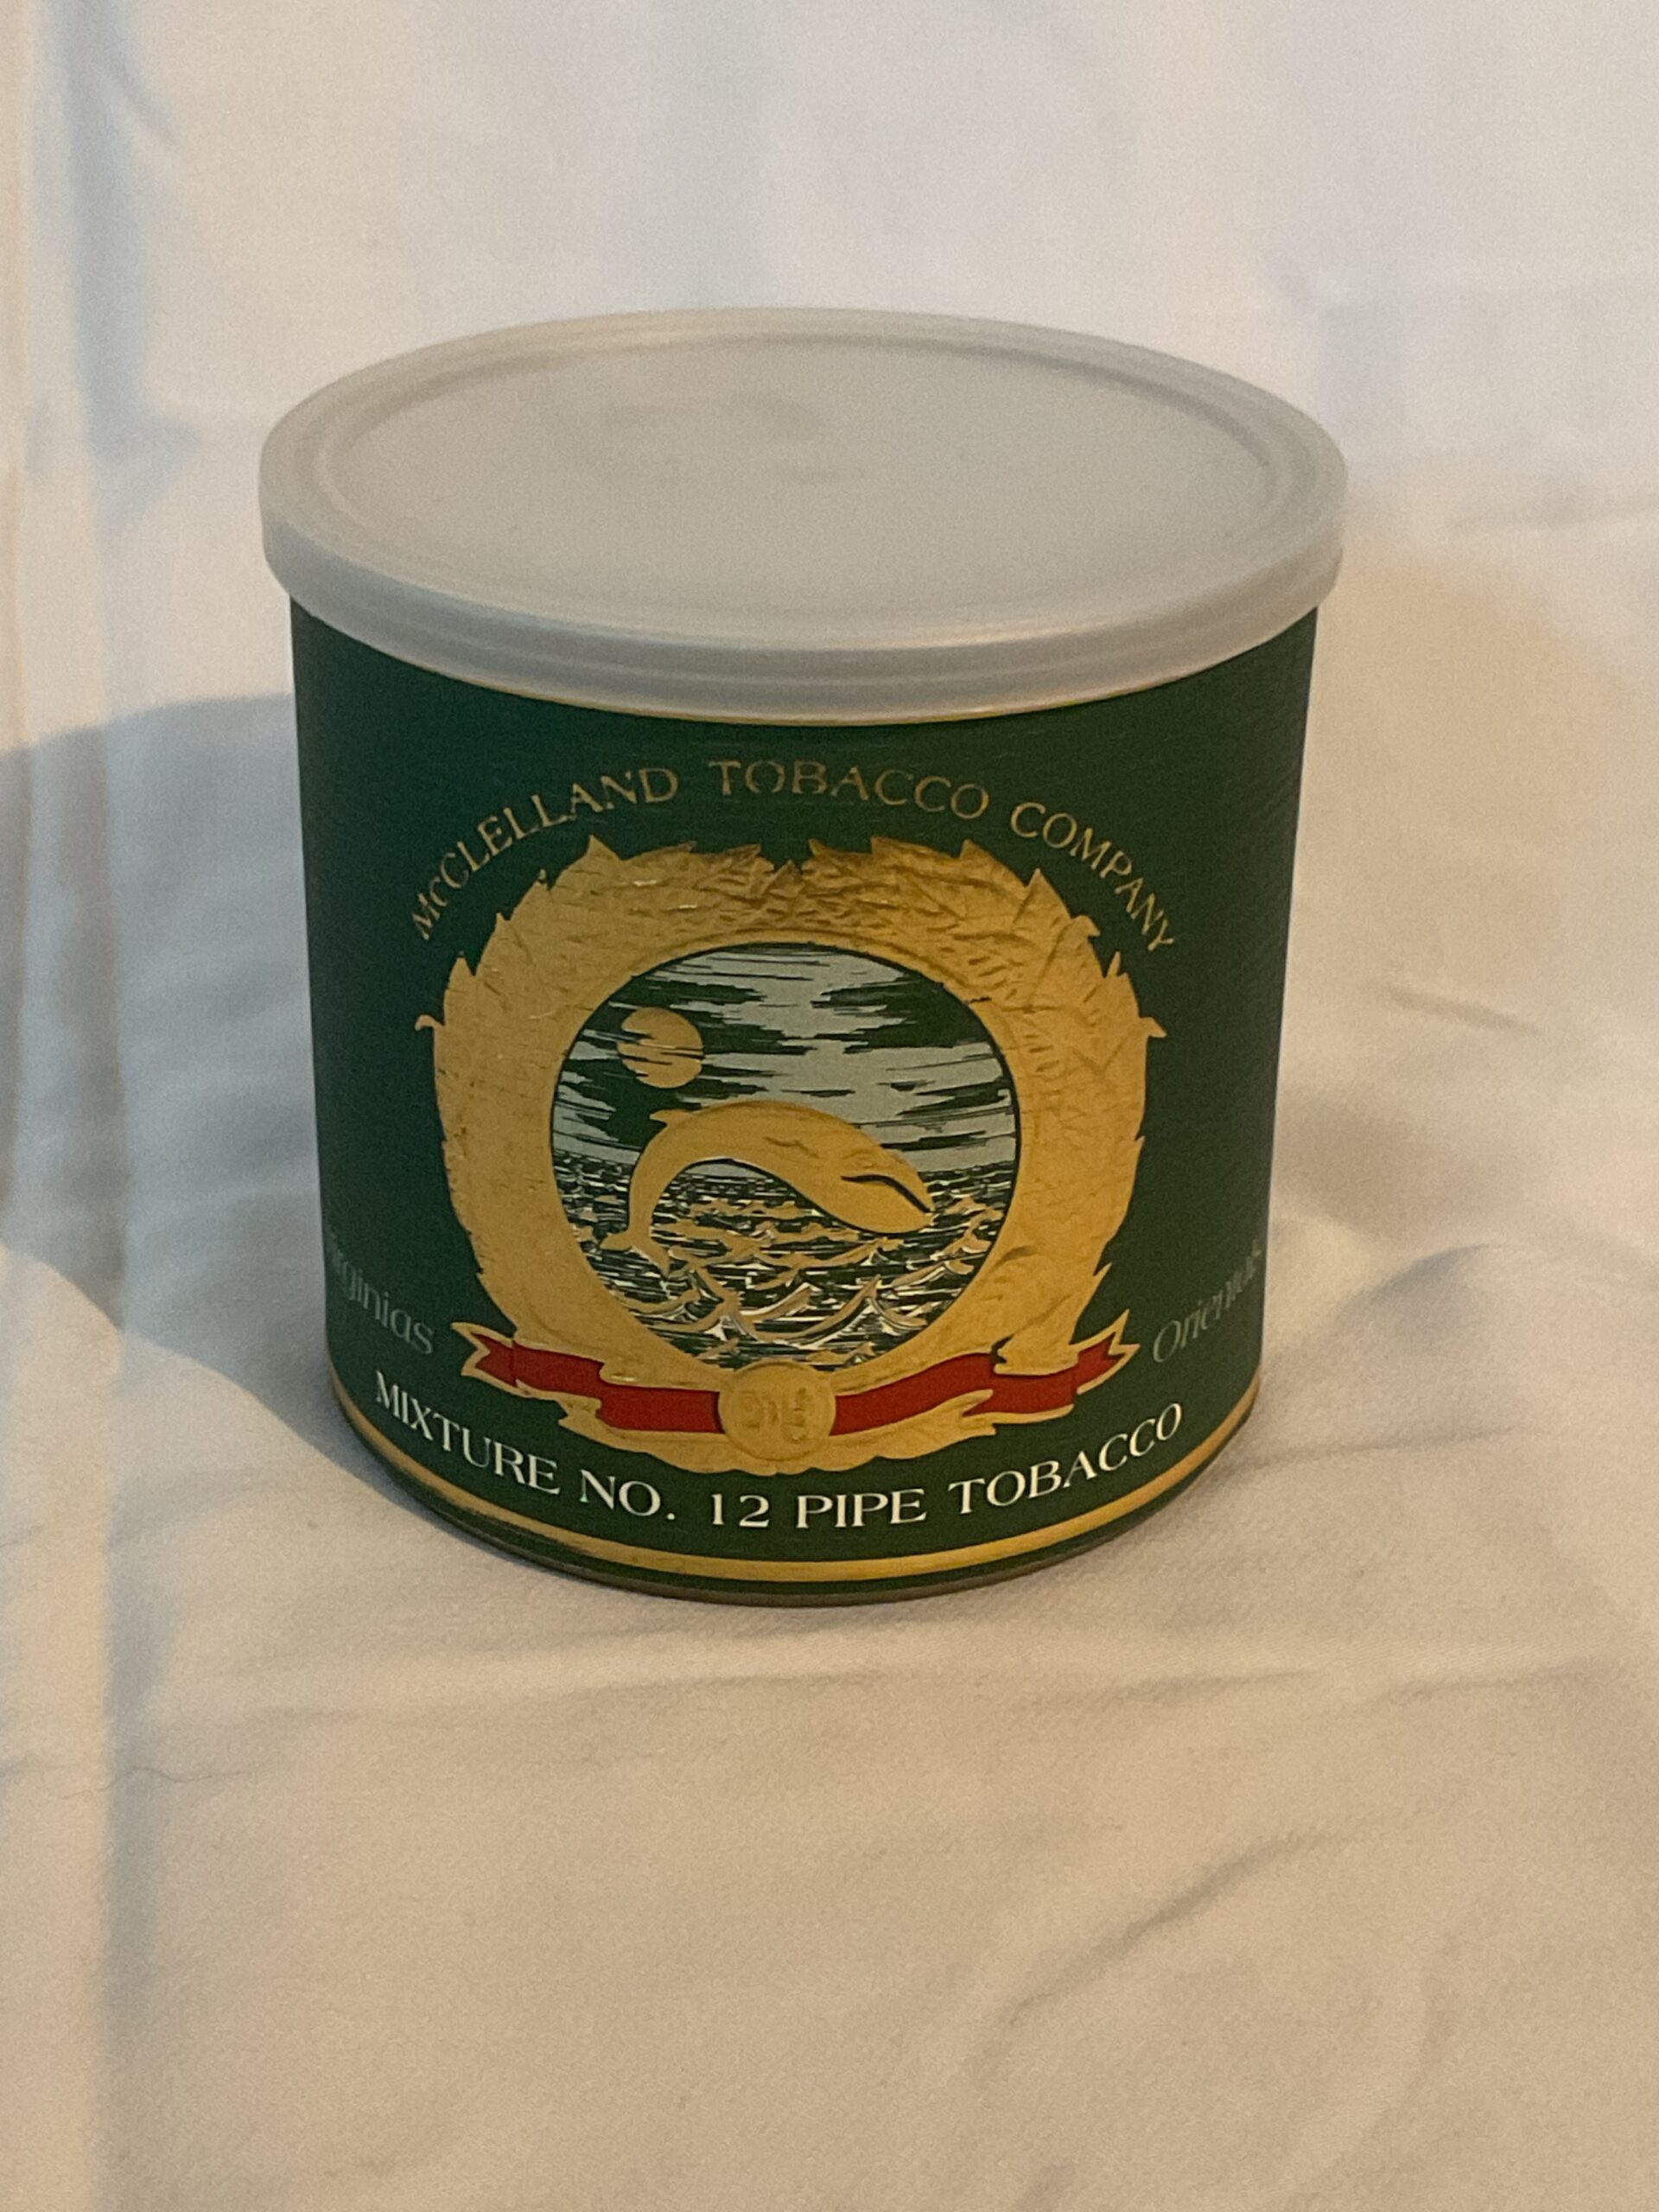 McCLELLAND TOBACCO COMPANY
MIXTURE NO. 12 PIPE TOBACCO